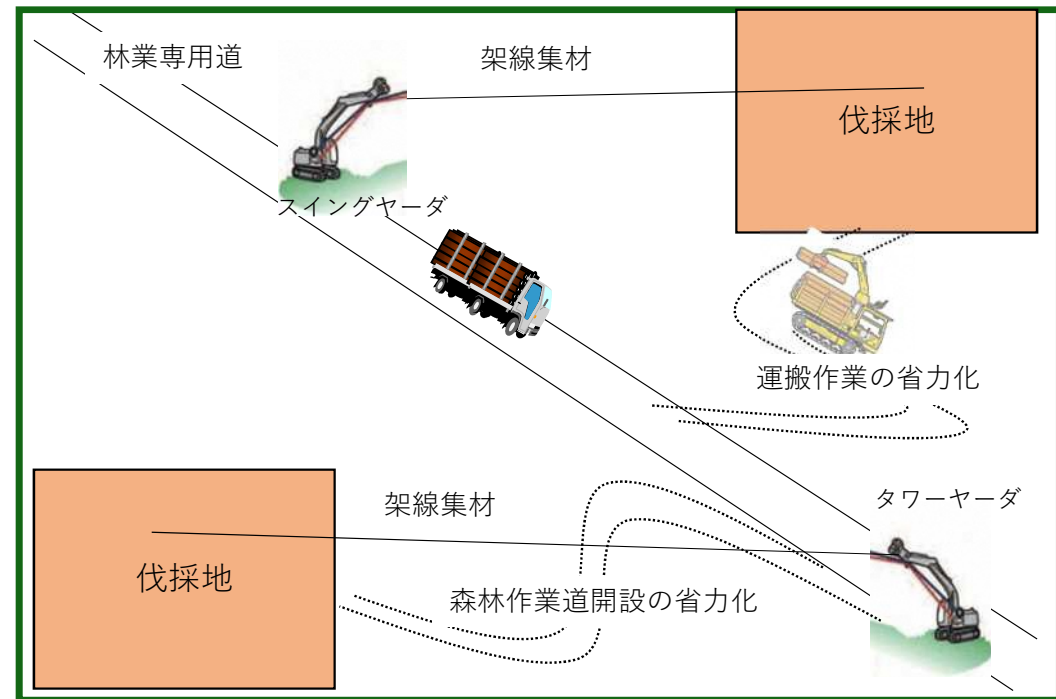 林業専用道
架線集材
伐採地
スイングヤーダ
運搬作業の省力化
架線集材
タワーヤーダ
伐採地
森林作業道開設の省力化